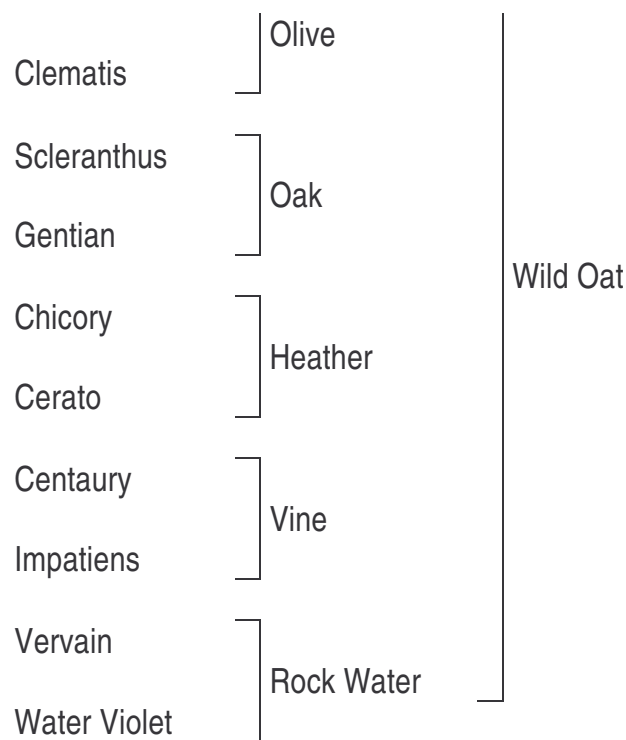 Olive
Clematis
Scleranthus
Oak
Gentian
Wild Oat
Chicory
Heather
Cerato
Centaury
Vine
Impatiens
Vervain
Rock Water
Water Violet